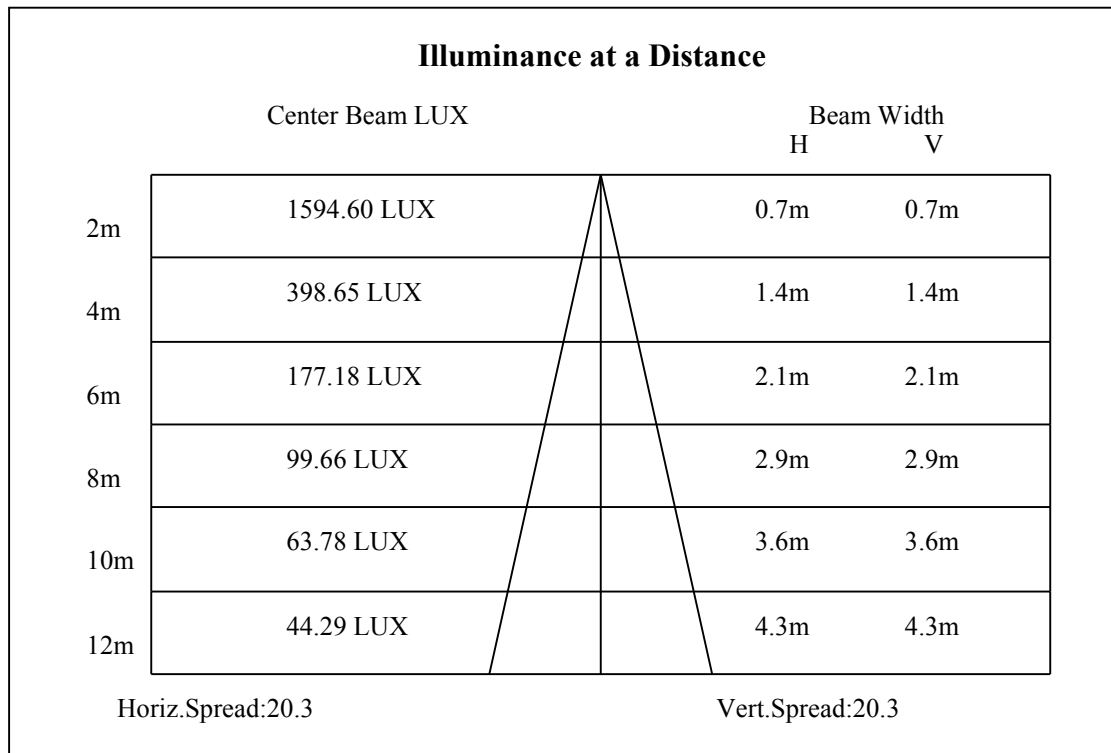 Illuminance at a Distance
Center Beam LUX Beam Width
H V
2m 1594.60 LUX 0.7m 0.7m
4m 398.65 LUX 1.4m 1.4m
6m 177.18 LUX 2.1m 2.1m
8m 99.66 LUX 2.9m 2.9m
10m 63.78 LUX 3.6m 3.6m
12m 44.29 LUX 4.3m 4.3m
Horiz.Spread:20.3 Vert.Spread:20.3